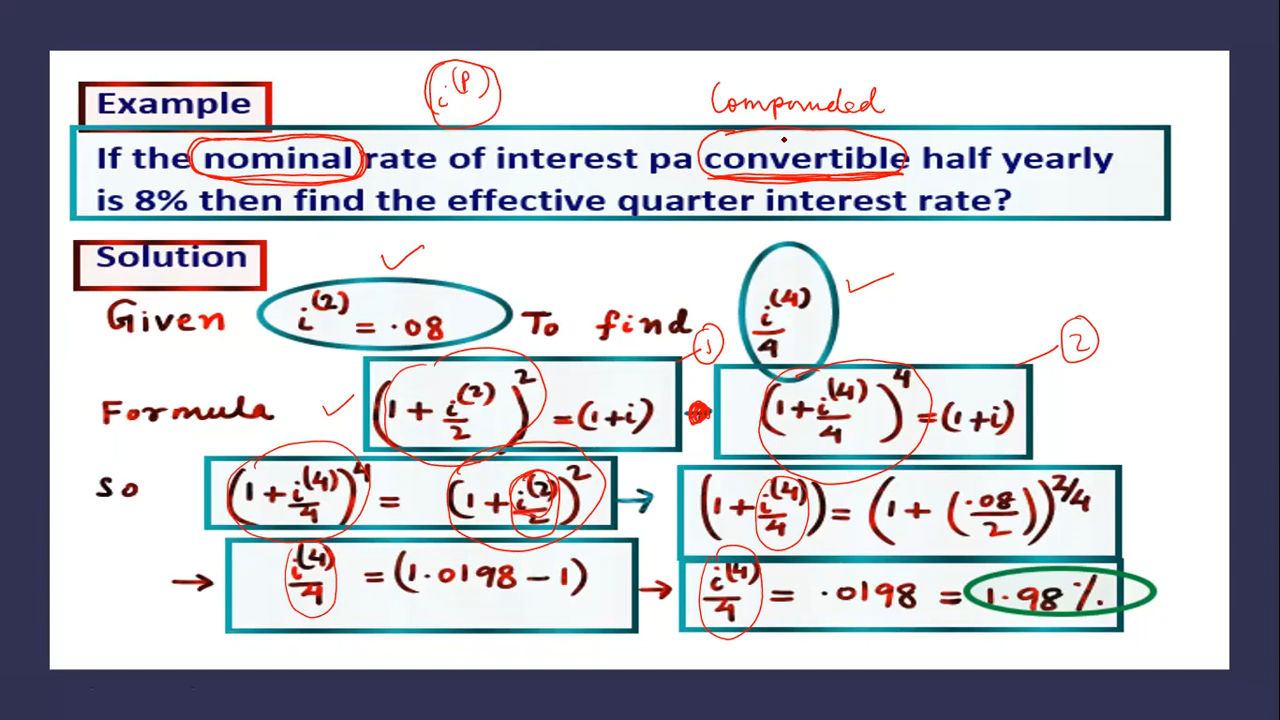 i^(P)
Compounded
Example
If the nominal rate of interest pa convertible half yearly
is 8% then find the effective quarter interest rate?
Solution
Given i^(2) = .08 To find i^(4)/4
Formula (1 + i^(2)/2)^2 = (1+i) (1) (1 + i^(4)/4)^4 = (1+i) (2)
so (1 + i^(4)/4)^4 = (1 + i^(2)/2)^2 → (1 + i^(4)/4) = (1 + (.08/2))^2/4
→ i^(4)/4 = (1.0198 - 1) → i^(4)/4 = .0198 = 1.98 %.